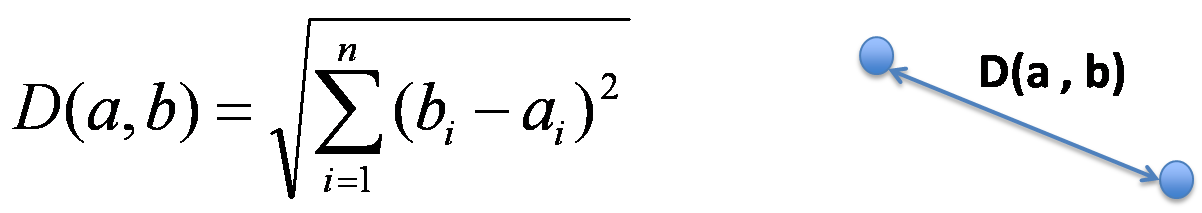 D(a,b) = √(∑_{i=1}^{n} (b_i − a_i)^2)
D(a , b)